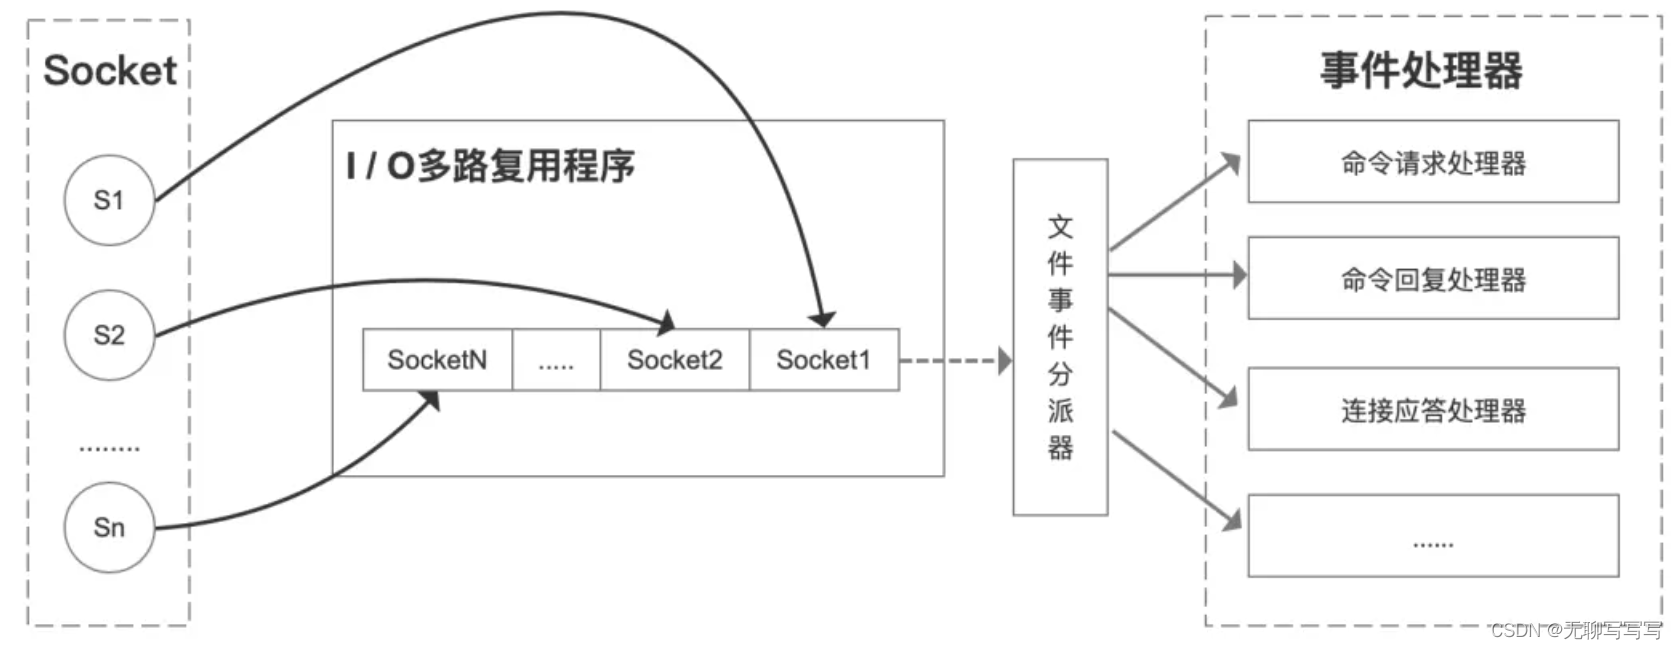 Socket
S1
S2
........
Sn
I / O多路复用程序
SocketN
.....
Socket2
Socket1
文件事件分派器
事件处理器
命令请求处理器
命令回复处理器
连接应答处理器
......
CSDN @无聊写写写